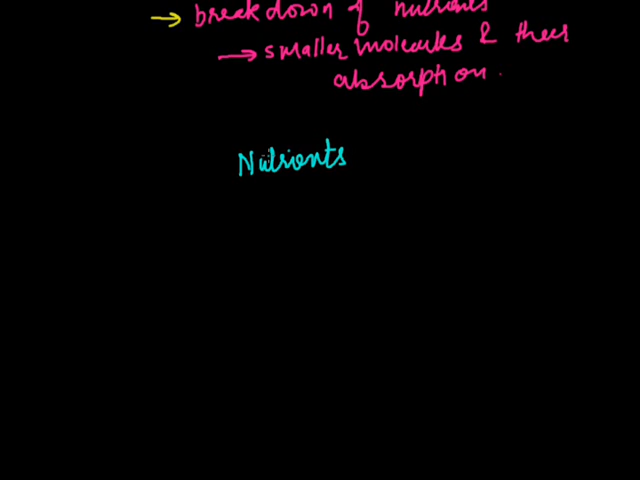 → breakdown of nutrients
→ smaller molecules & their
absorption.
Nutrients